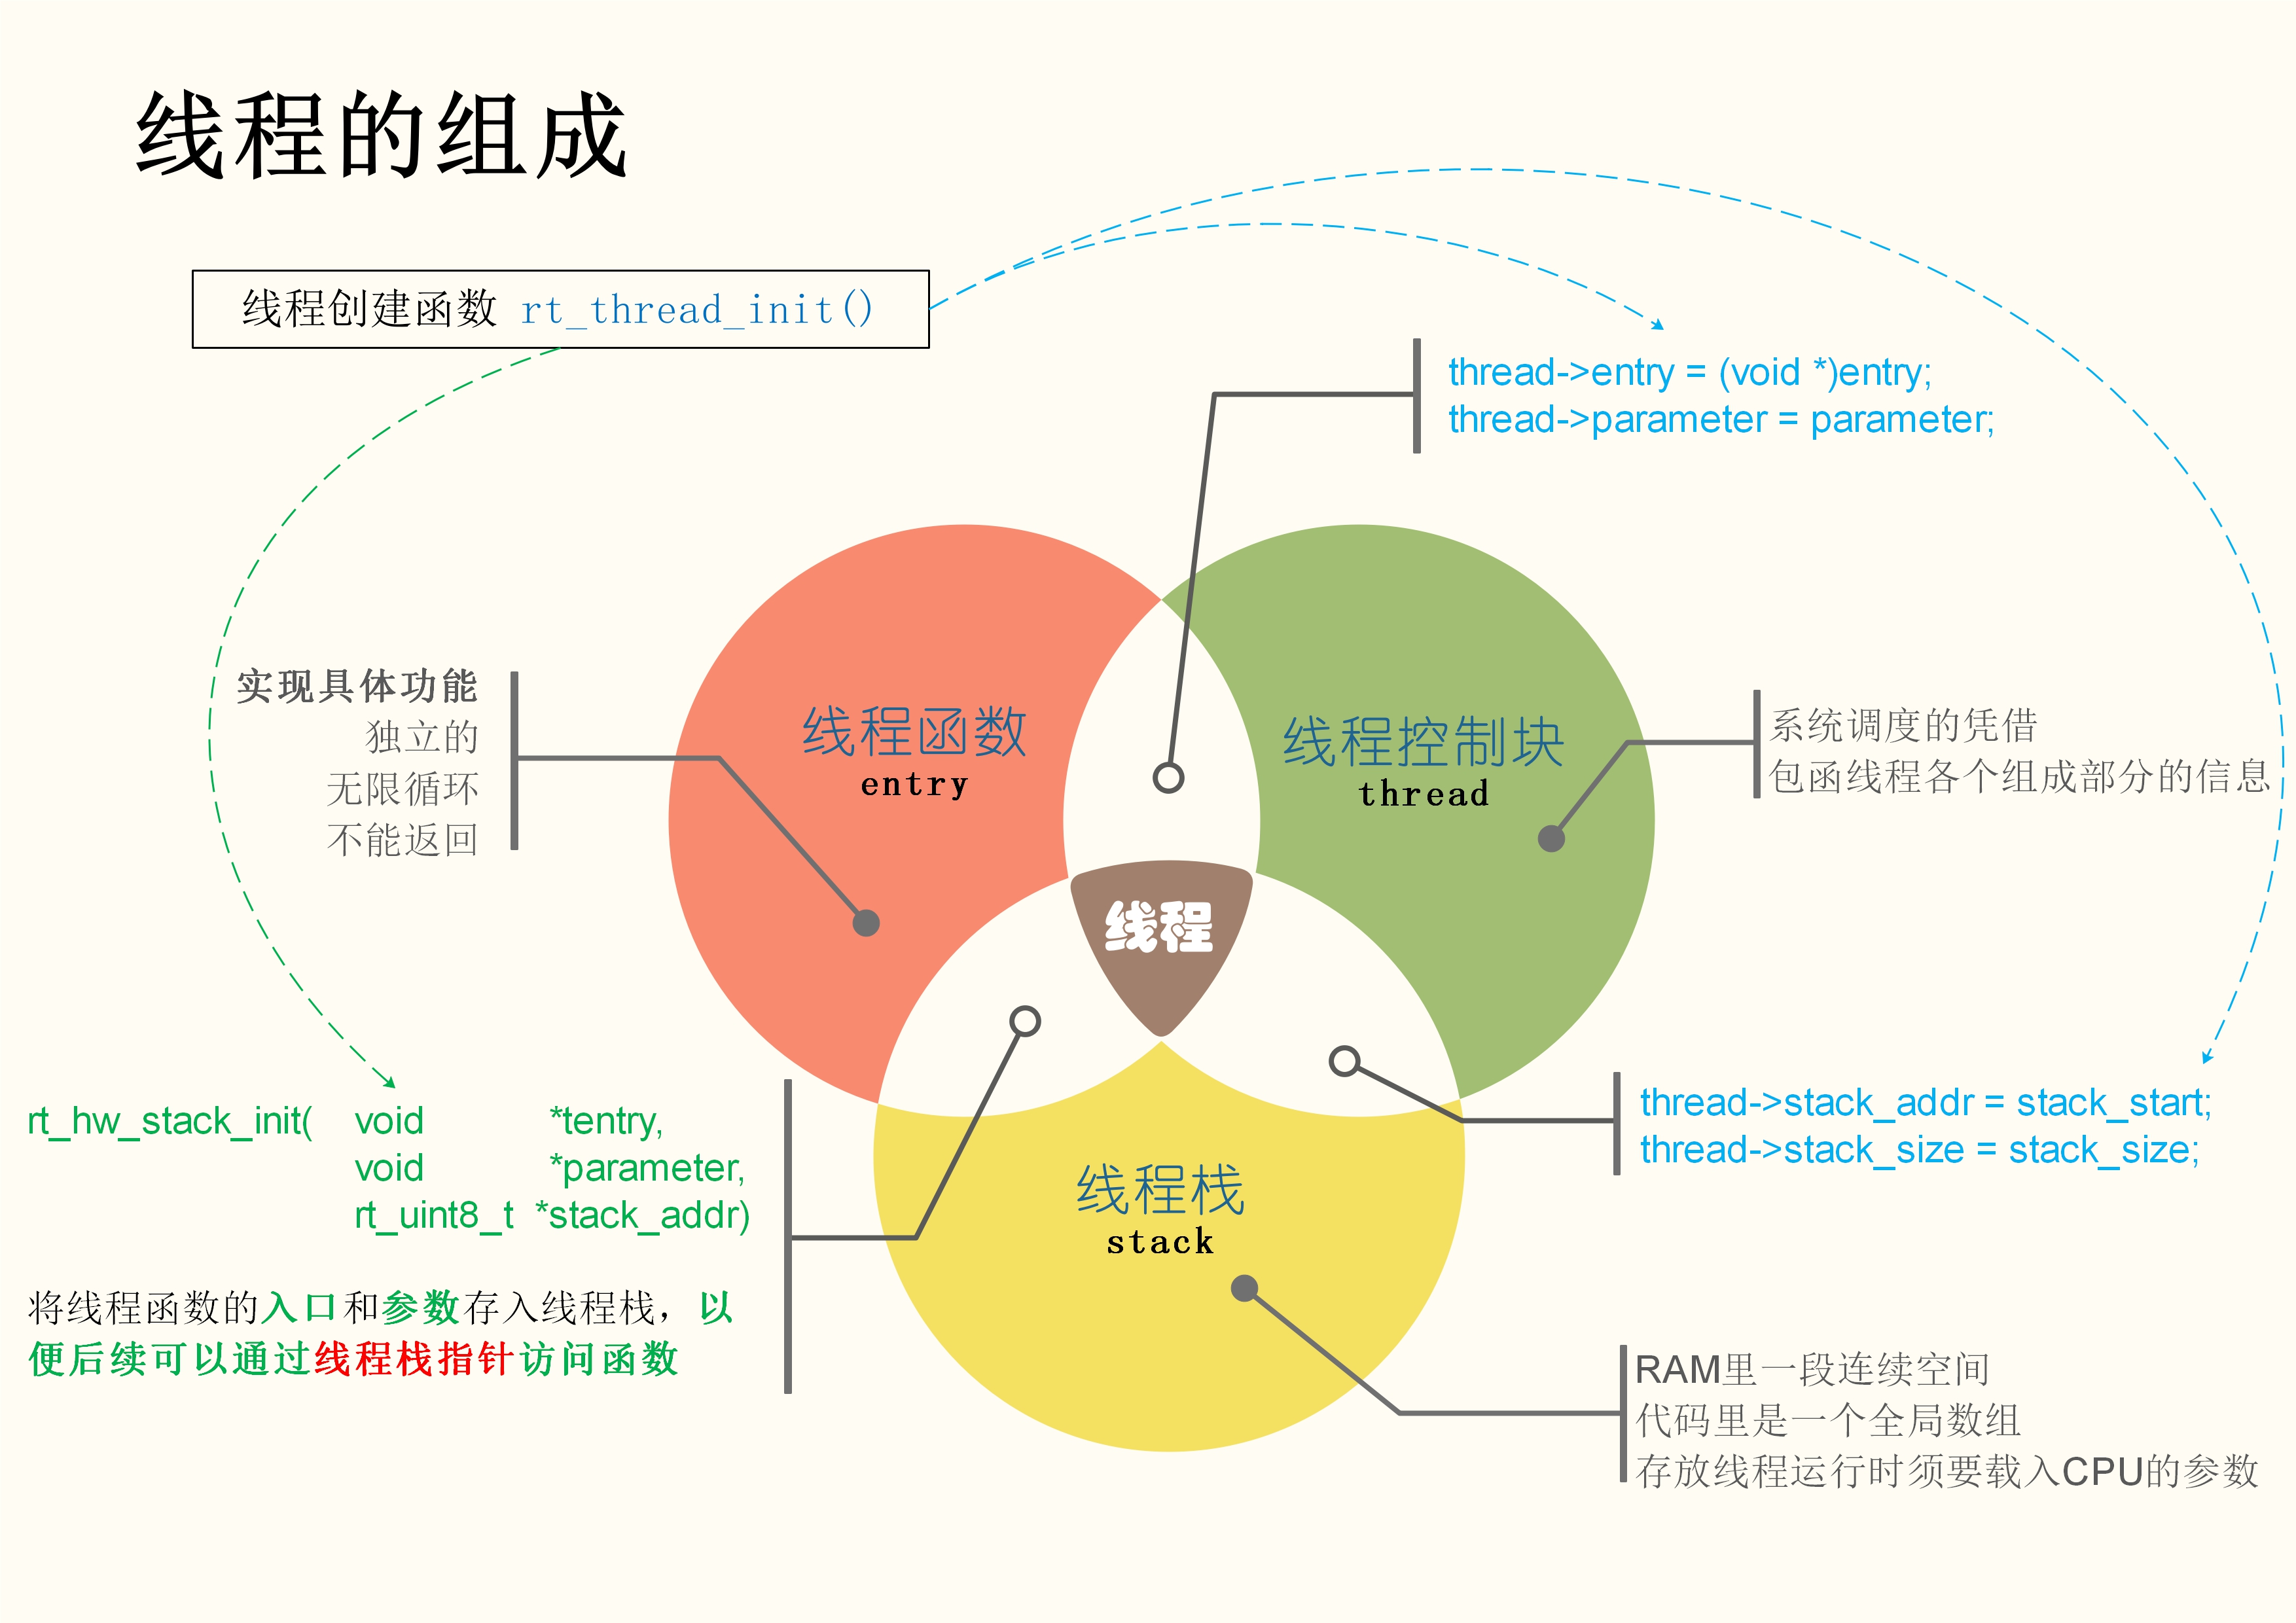 线程的组成
线程创建函数 rt_thread_init()
thread->entry = (void *)entry;
thread->parameter = parameter;
实现具体功能
独立的
无限循环
不能返回
线程函数
entry
线程控制块
thread
系统调度的凭借
包函线程各个组成部分的信息
线程
rt_hw_stack_init( void *tentry,
void *parameter,
rt_uint8_t *stack_addr)
将线程函数的入口和参数存入线程栈，以
便后续可以通过线程栈指针访问函数
thread->stack_addr = stack_start;
thread->stack_size = stack_size;
线程栈
stack
RAM里一段连续空间
代码里是一个全局数组
存放线程运行时须要载入CPU的参数